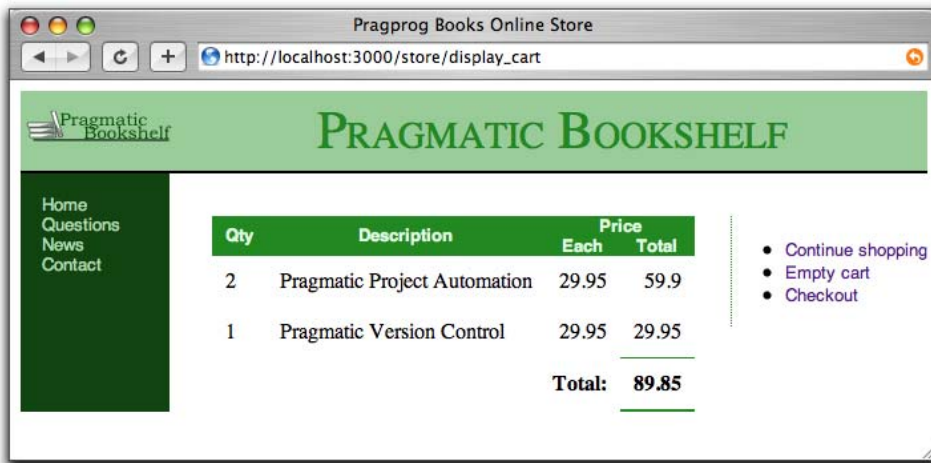 Pragprog Books Online Store
http://localhost:3000/store/display_cart
Pragmatic
Bookshelf
PRAGMATIC BOOKSHELF
Home
Questions
News
Contact
Qty Description Price
Each Total
2 Pragmatic Project Automation 29.95 59.9
1 Pragmatic Version Control 29.95 29.95
Total: 89.85
Continue shopping
Empty cart
Checkout